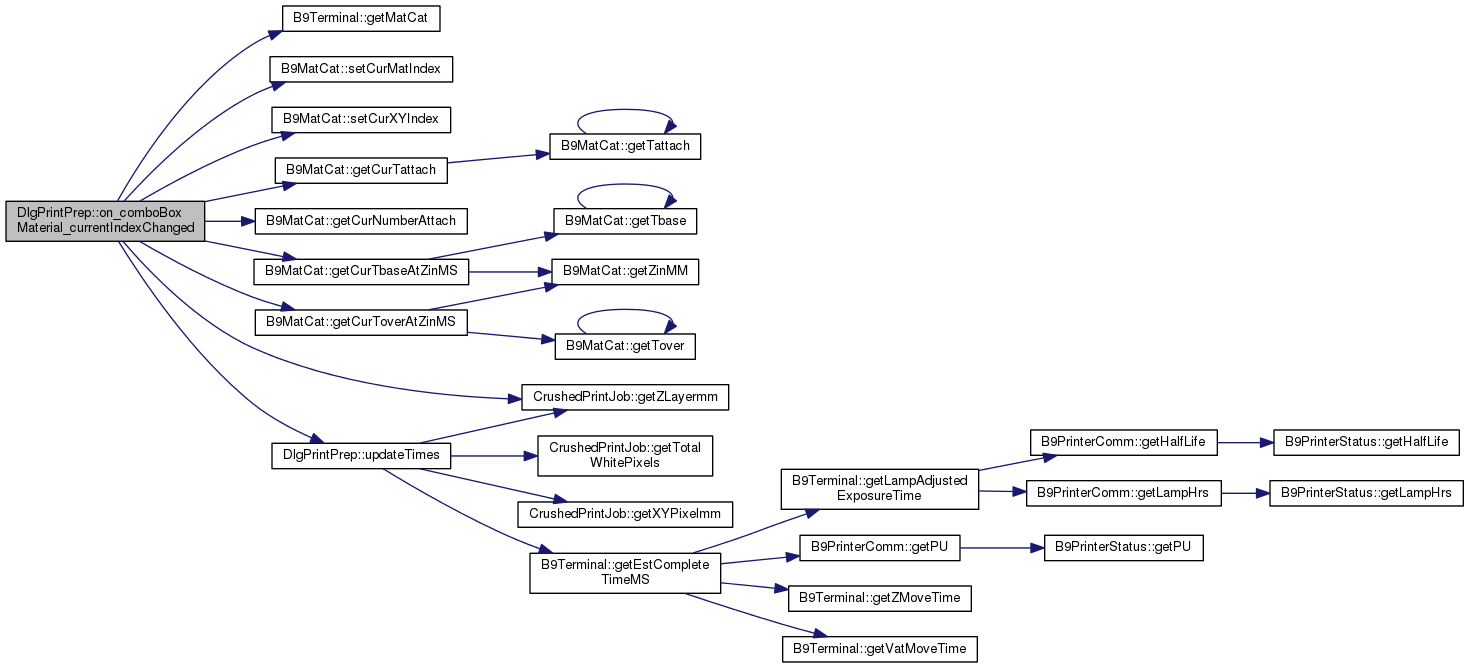 DlgPrintPrep::on_comboBox
Material_currentIndexChanged
B9Terminal::getMatCat
B9MatCat::setCurMatIndex
B9MatCat::setCurXYIndex
B9MatCat::getCurTattach
B9MatCat::getTattach
B9MatCat::getCurNumberAttach
B9MatCat::getCurTbaseAtZinMS
B9MatCat::getTbase
B9MatCat::getZinMM
B9MatCat::getCurToverAtZinMS
B9MatCat::getTover
CrushedPrintJob::getZLayermm
DlgPrintPrep::updateTimes
CrushedPrintJob::getTotal
WhitePixels
CrushedPrintJob::getXYPixelmm
B9Terminal::getEstComplete
TimeMS
B9Terminal::getLampAdjusted
ExposureTime
B9PrinterComm::getHalfLife
B9PrinterStatus::getHalfLife
B9PrinterComm::getLampHrs
B9PrinterStatus::getLampHrs
B9PrinterComm::getPU
B9PrinterStatus::getPU
B9Terminal::getZMoveTime
B9Terminal::getVatMoveTime